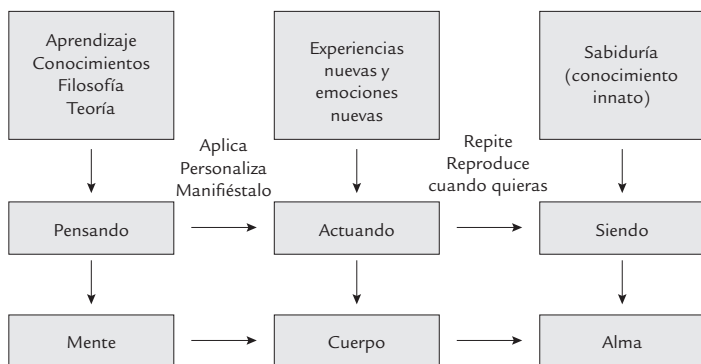 Aprendizaje
Conocimientos
Filosofía
Teoría
Experiencias
nuevas y
emociones
nuevas
Sabiduría
(conocimiento
innato)
Aplica
Personaliza
Manifiéstalo
Repite
Reproduce
cuando quieras
Pensando
Actuando
Siendo
Mente
Cuerpo
Alma